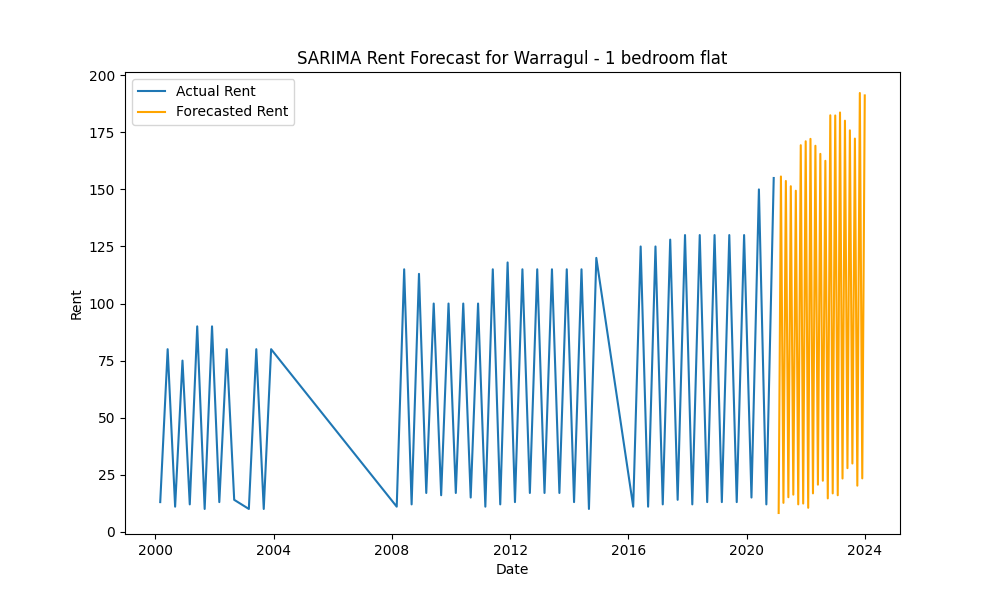 SARIMA Rent Forecast for Warragul - 1 bedroom flat
Actual Rent
Forecasted Rent
200
175
150
125
100
75
50
25
0
Rent
2000 2004 2008 2012 2016 2020 2024
Date